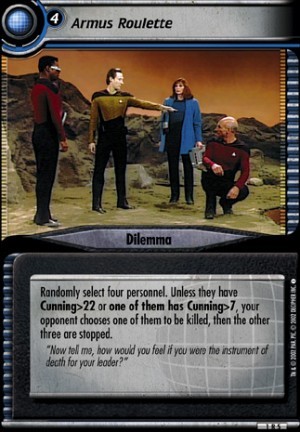 4 Armus Roulette
Dilemma
Randomly select four personnel. Unless they have
Cunning>22 or one of them has Cunning>7, your
opponent chooses one of them to be killed, then the other
three are stopped.
"Now tell me, how would you feel if you were the instrument of
death for your leader?"
1 B 5